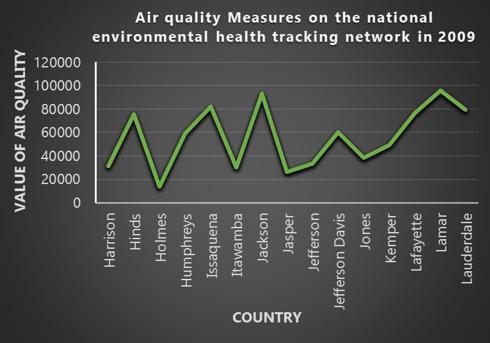 Air quality Measures on the national
environmental health tracking network in 2009
VALUE OF AIR QUALITY
120000
100000
80000
60000
40000
20000
0
Harrison
Hinds
Holmes
Humphreys
Issaquena
Itawamba
Jackson
Jasper
Jefferson
Jefferson Davis
Jones
Kemper
Lafayette
Lamar
Lauderdale
COUNTRY